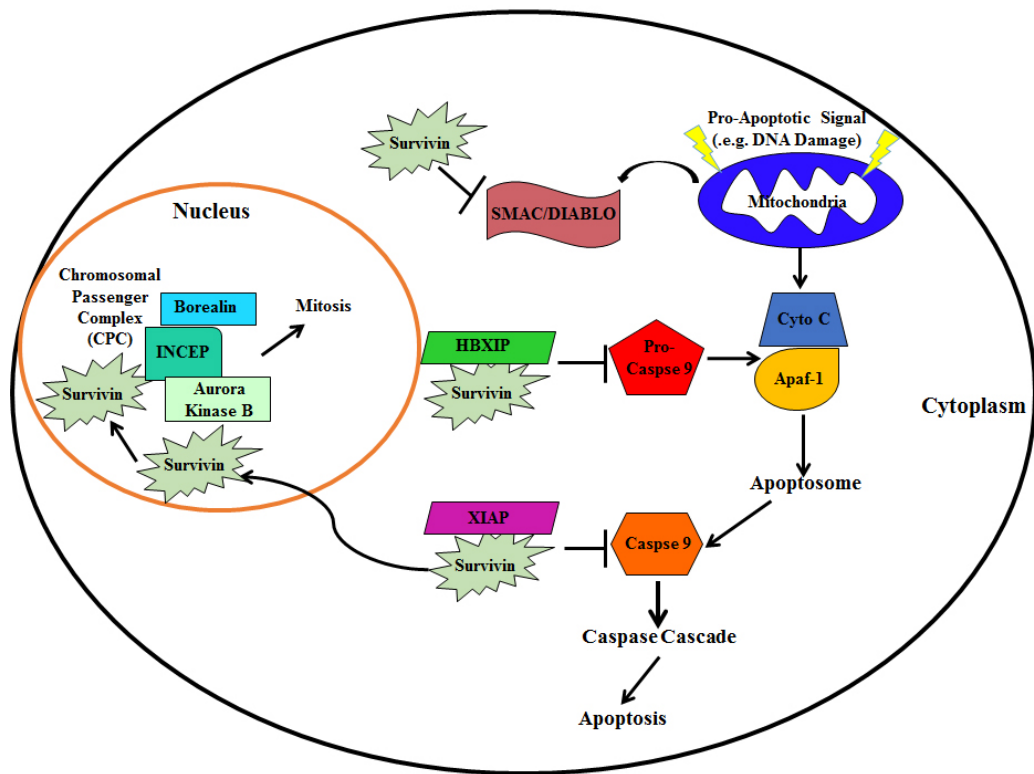 Pro-Apoptotic Signal
(.e.g. DNA Damage)
Survivin
Mitochondria
SMAC/DIABLO
Nucleus
Chromosomal
Passenger
Complex
(CPC)
Borealin
Mitosis
INCEP
Survivin
Aurora
Kinase B
Survivin
HBXIP
Survivin
Pro-
Caspse 9
Cyto C
Apaf-1
Cytoplasm
Apoptosome
XIAP
Survivin
Caspse 9
Caspase Cascade
Apoptosis